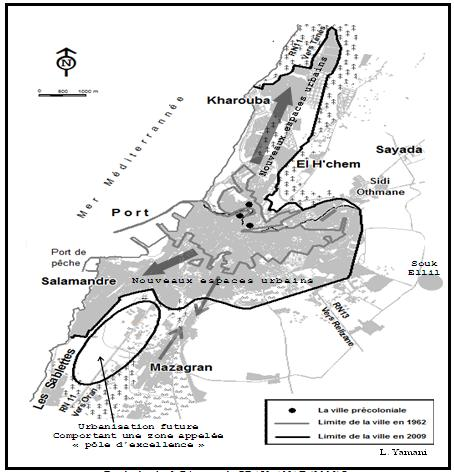 N
0 500 1000 m
RN11
Vers Ténès
Kharouba
Nouveaux espaces urbains
Mer Méditerrannée
El H'chem
Sayada
Sidi
Othmane
Port
Port de
pêche
Salamandre
Nouveaux espaces urbains
Souk
Ellil
RN13
Vers Relizane
Les Sablettes
RN 11
Vers Oran
Mazagran
Urbanisation future
Comportant une zone appelée
« pôle d'excellence »
La ville précoloniale
Limite de la ville en 1962
Limite de la ville en 2009
L. Yamani